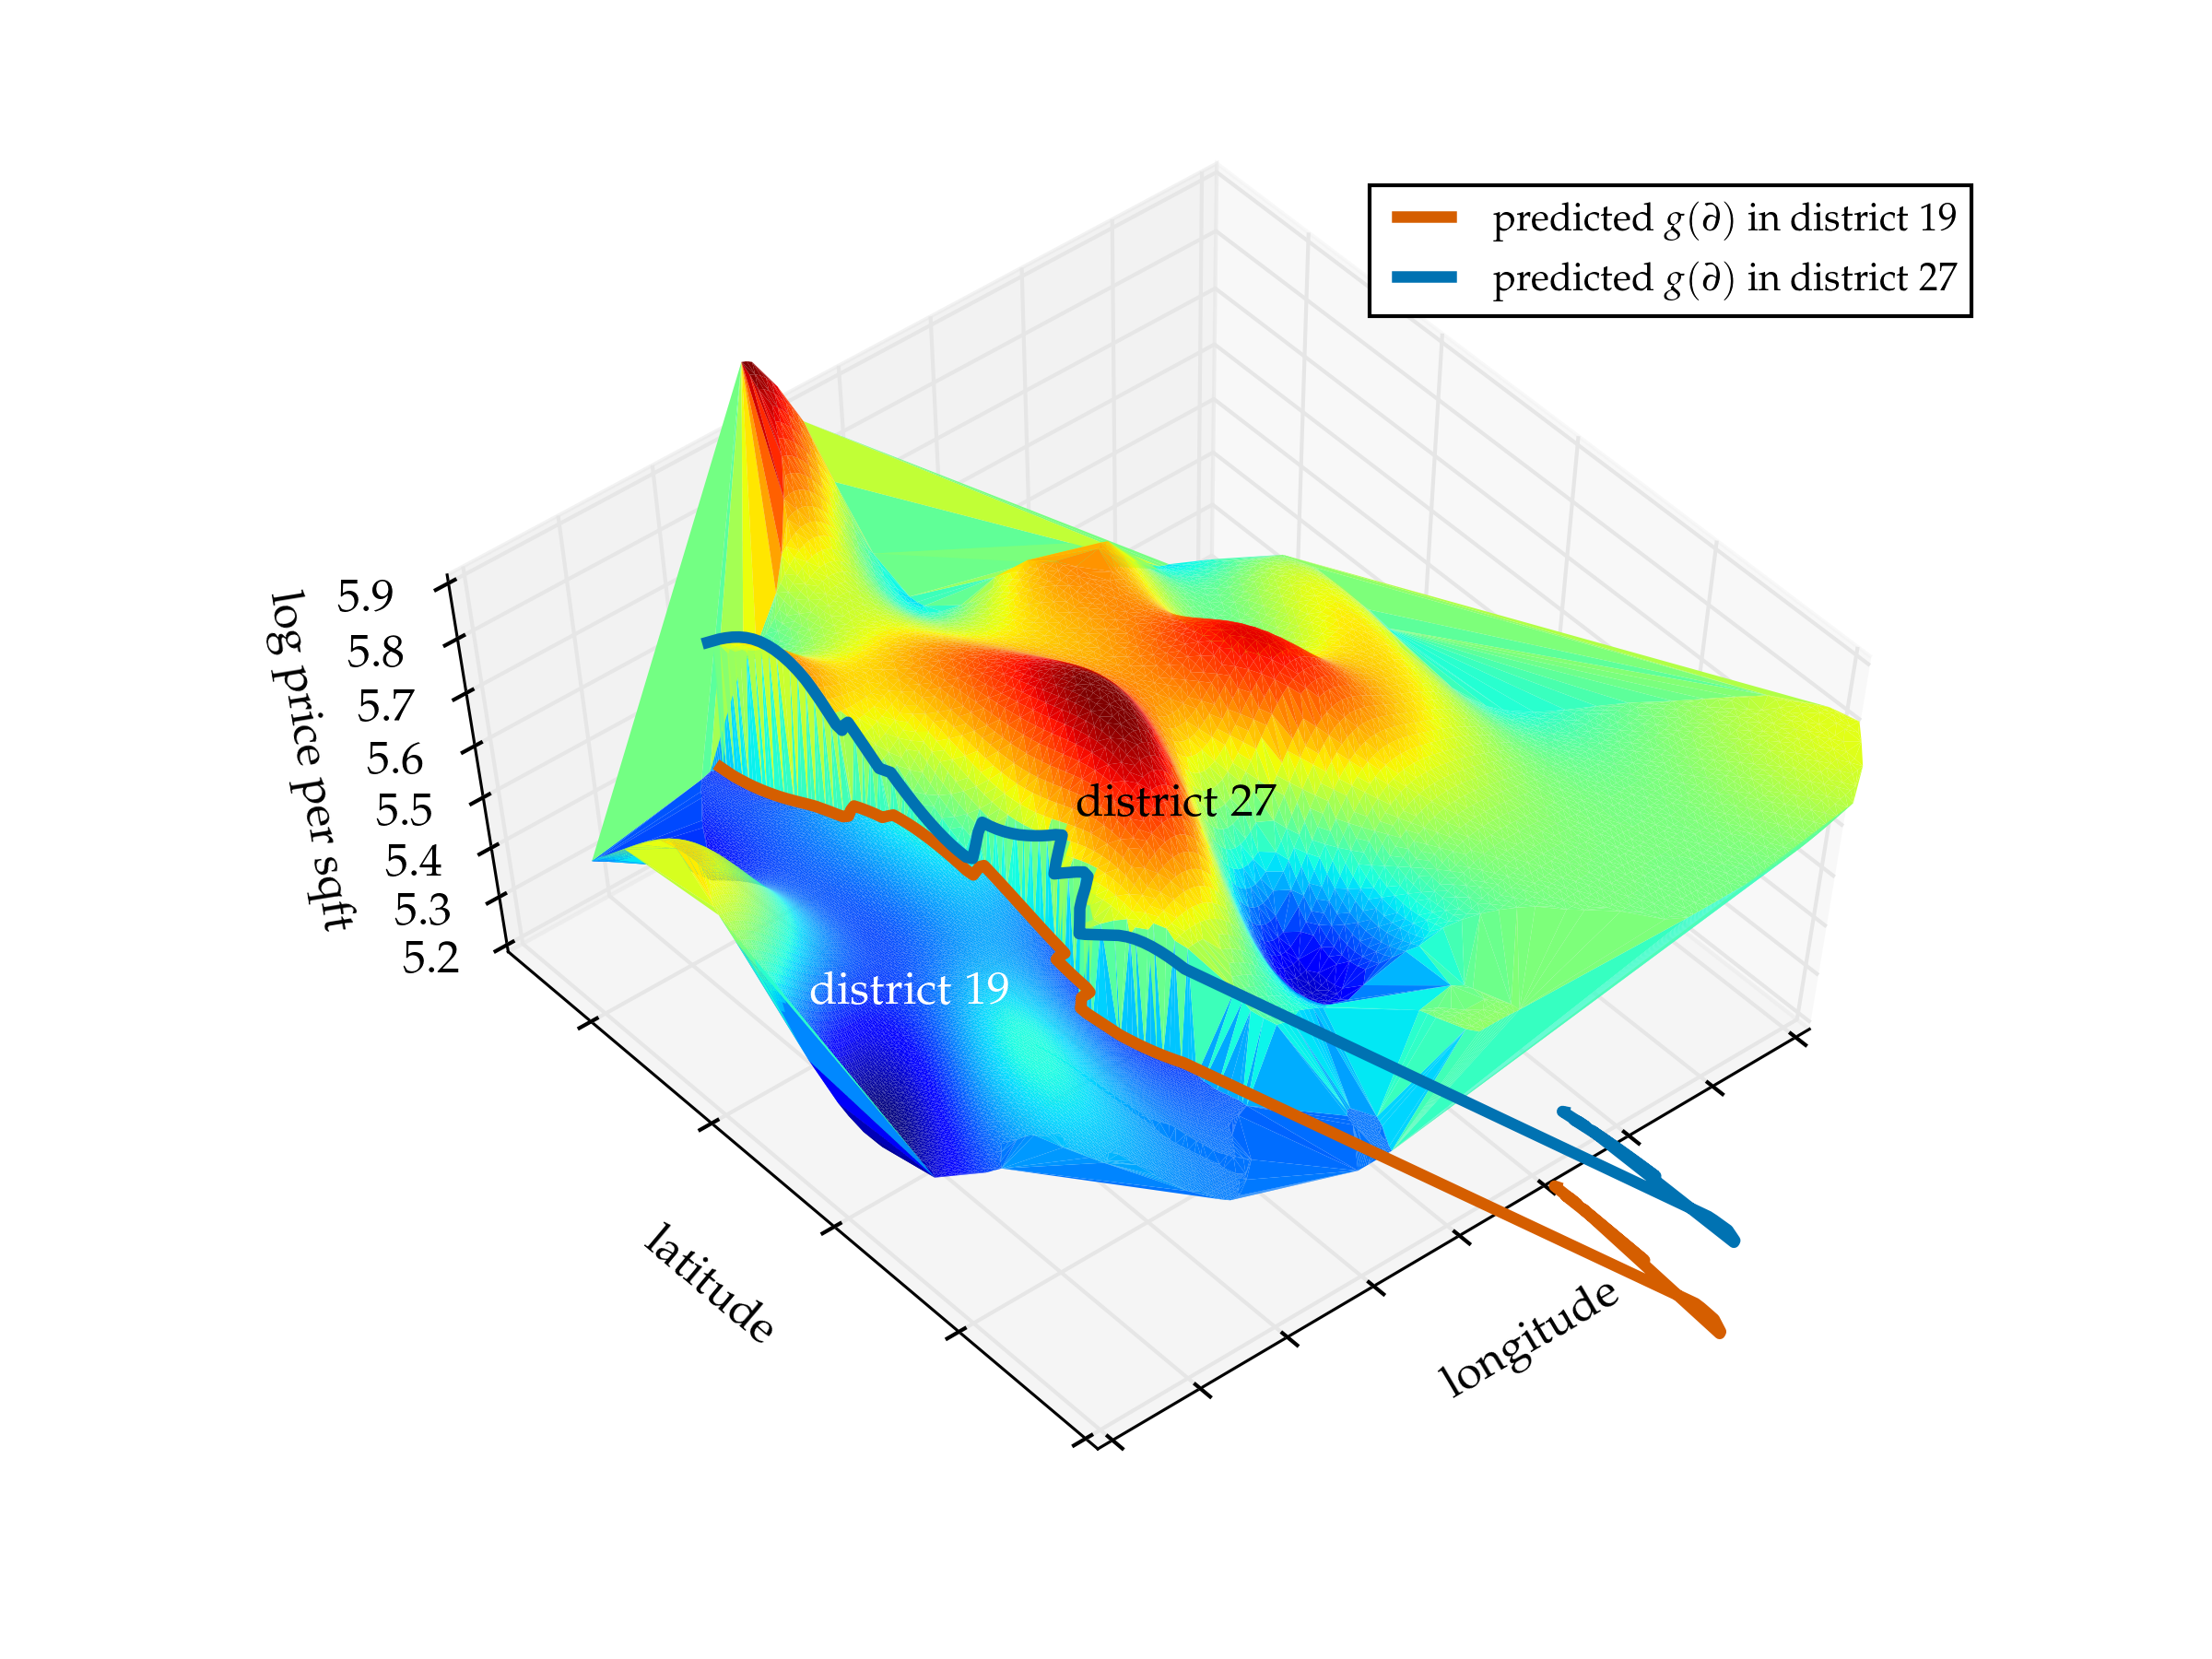 predicted g(∂) in district 19
predicted g(∂) in district 27
5.9
5.8
5.7
5.6
5.5
5.4
5.3
5.2
log price per sqft
district 27
district 19
latitude
longitude